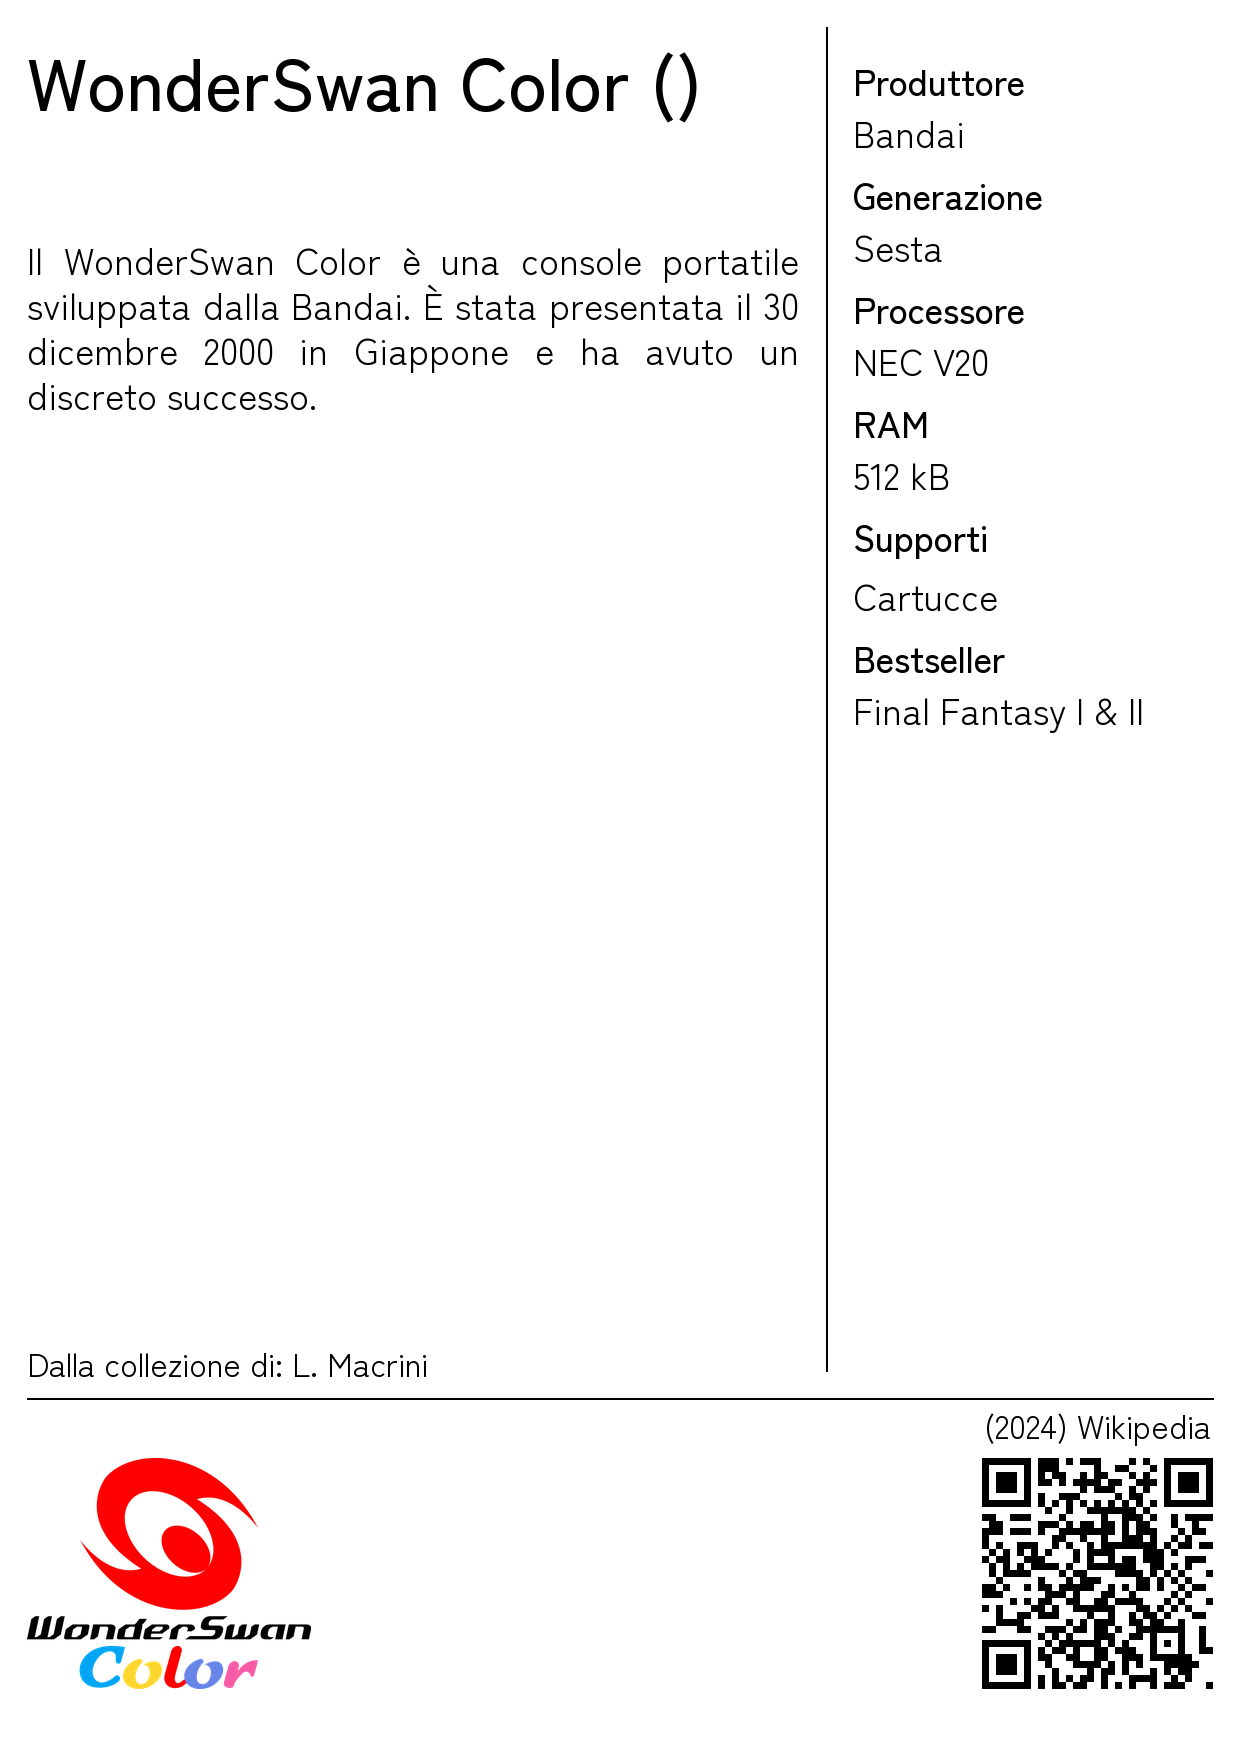 WonderSwan Color ()
Il WonderSwan Color è una console portatile
sviluppata dalla Bandai. È stata presentata il 30
dicembre 2000 in Giappone e ha avuto un
discreto successo.
Produttore
Bandai
Generazione
Sesta
Processore
NEC V20
RAM
512 kB
Supporti
Cartucce
Bestseller
Final Fantasy I & II
Dalla collezione di: L. Macrini
(2024) Wikipedia
WonderSwan
Color